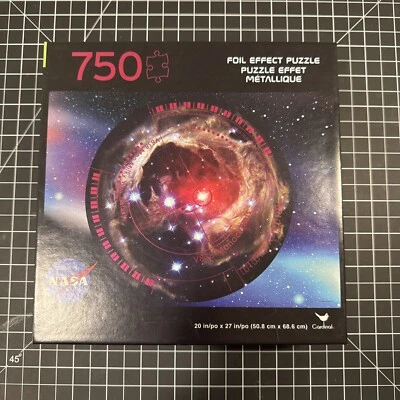 750
FOIL EFFECT PUZZLE
PUZZLE EFFET
MÉTALLIQUE
NASA
20 in/po x 27 in/po (50.8 cm x 68.6 cm)
Cardinal
45°